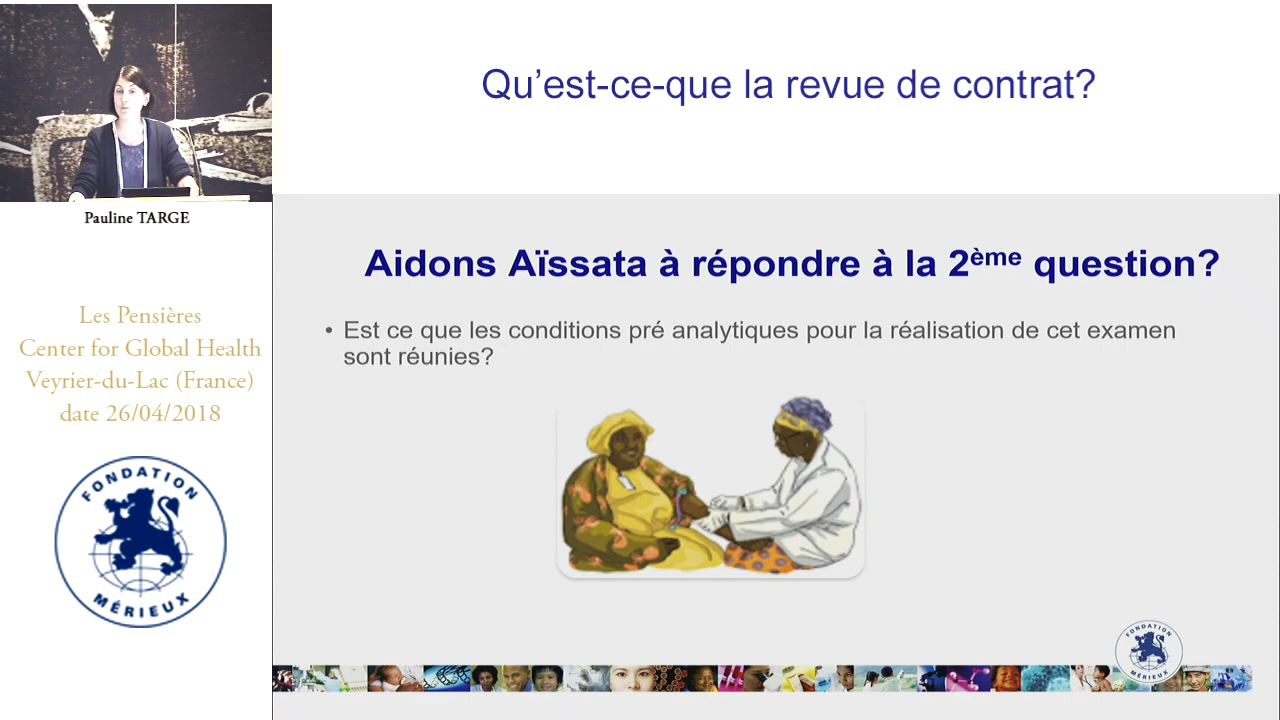 Qu’est-ce-que la revue de contrat?
Pauline TARGE
Aidons Aïssata à répondre à la 2ème question?
Les Pensières
Center for Global Health
Veyrier-du-Lac (France)
date 26/04/2018
• Est ce que les conditions pré analytiques pour la réalisation de cet examen
sont réunies?
FONDATION
MÉRIEUX
FONDATION
MÉRIEUX